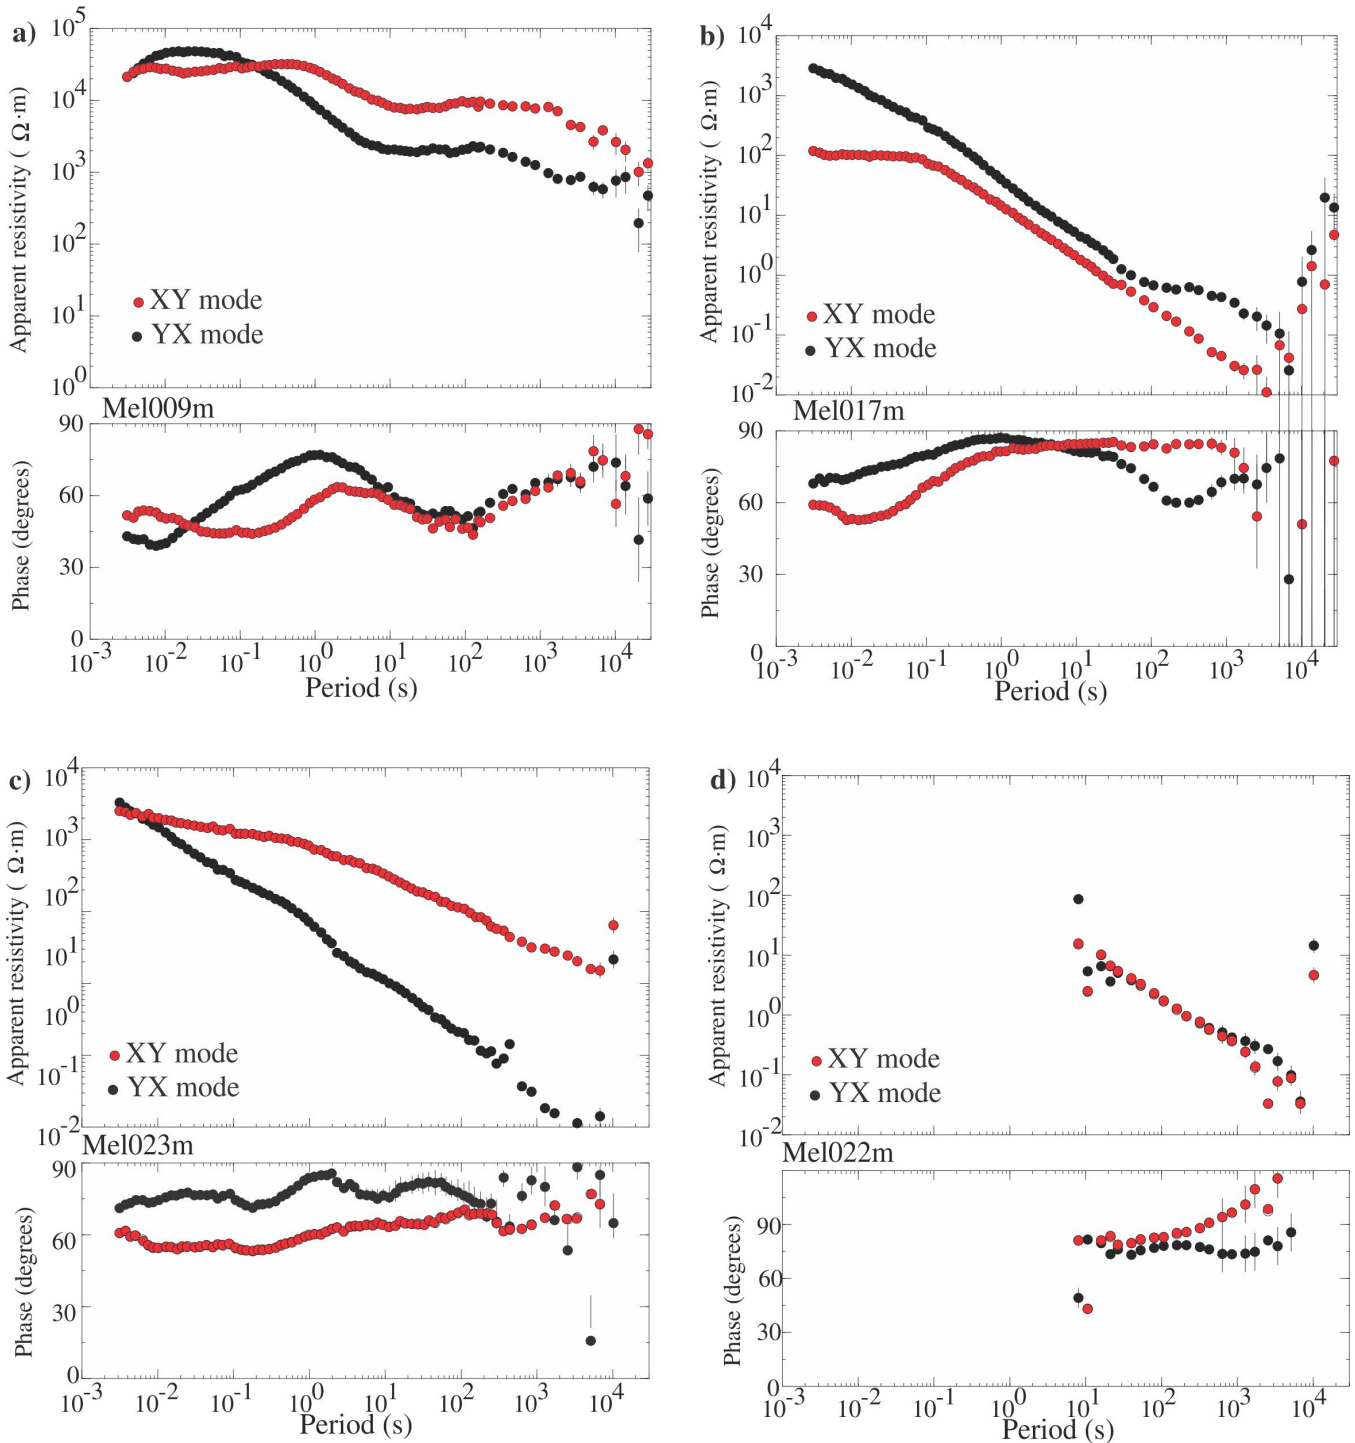 a)
10^5
10^4
10^3
10^2
10^1
10^0
Apparent resistivity ( Ω·m)
XY mode
YX mode
Mel009m
90
60
30
0
Phase (degrees)
10^-3 10^-2 10^-1 10^0 10^1 10^2 10^3 10^4
Period (s)
b)
10^4
10^3
10^2
10^1
10^0
10^-1
10^-2
Apparent resistivity ( Ω·m)
XY mode
YX mode
Mel017m
90
60
30
0
Phase (degrees)
10^-3 10^-2 10^-1 10^0 10^1 10^2 10^3 10^4
Period (s)
c)
10^4
10^3
10^2
10^1
10^0
10^-1
10^-2
Apparent resistivity ( Ω·m)
XY mode
YX mode
Mel023m
90
60
30
0
Phase (degrees)
10^-3 10^-2 10^-1 10^0 10^1 10^2 10^3 10^4
Period (s)
d)
10^4
10^3
10^2
10^1
10^0
10^-1
10^-2
Apparent resistivity ( Ω·m)
XY mode
YX mode
Mel022m
90
60
30
0
Phase (degrees)
10^-3 10^-2 10^-1 10^0 10^1 10^2 10^3 10^4
Period (s)